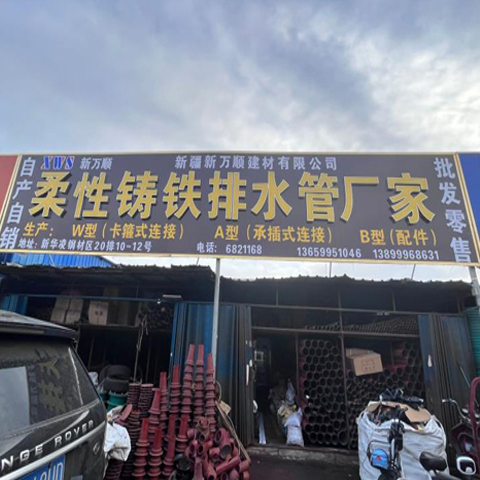 自产自销
XWS 新万顺
新疆新万顺建材有限公司
批发零售
柔性铸铁排水管厂家
生产： W型（卡箍式连接） A型（承插式连接） B型（配件）
地址：新华凌钢材区20排10~12号 电话：6821168 13659951046 13899968631
NGE ROVER